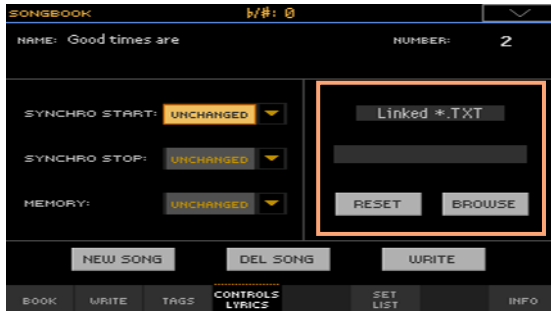 SONGBOOK ♭/#: 0
NAME: Good times are NUMBER: 2
SYNCHRO START: UNCHANGED Linked *.TXT
SYNCHRO STOP: UNCHANGED
MEMORY: UNCHANGED RESET BROWSE
NEW SONG DEL SONG WRITE
BOOK WRITE TAGS CONTROLS LYRICS SET LIST INFO